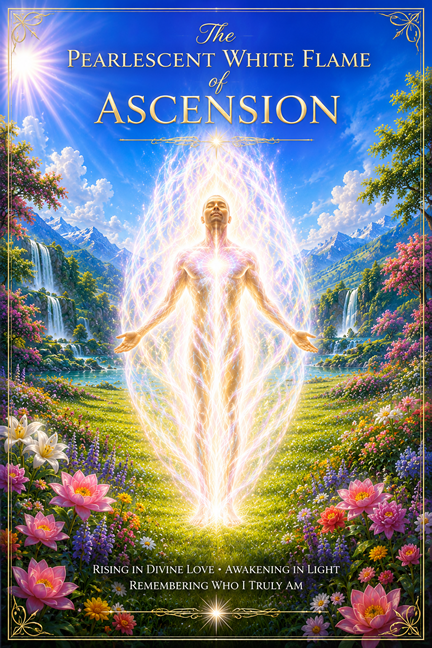 The
Pearlescent White Flame
of
Ascension
Rising in Divine Love • Awakening in Light
Remembering Who I Truly Am